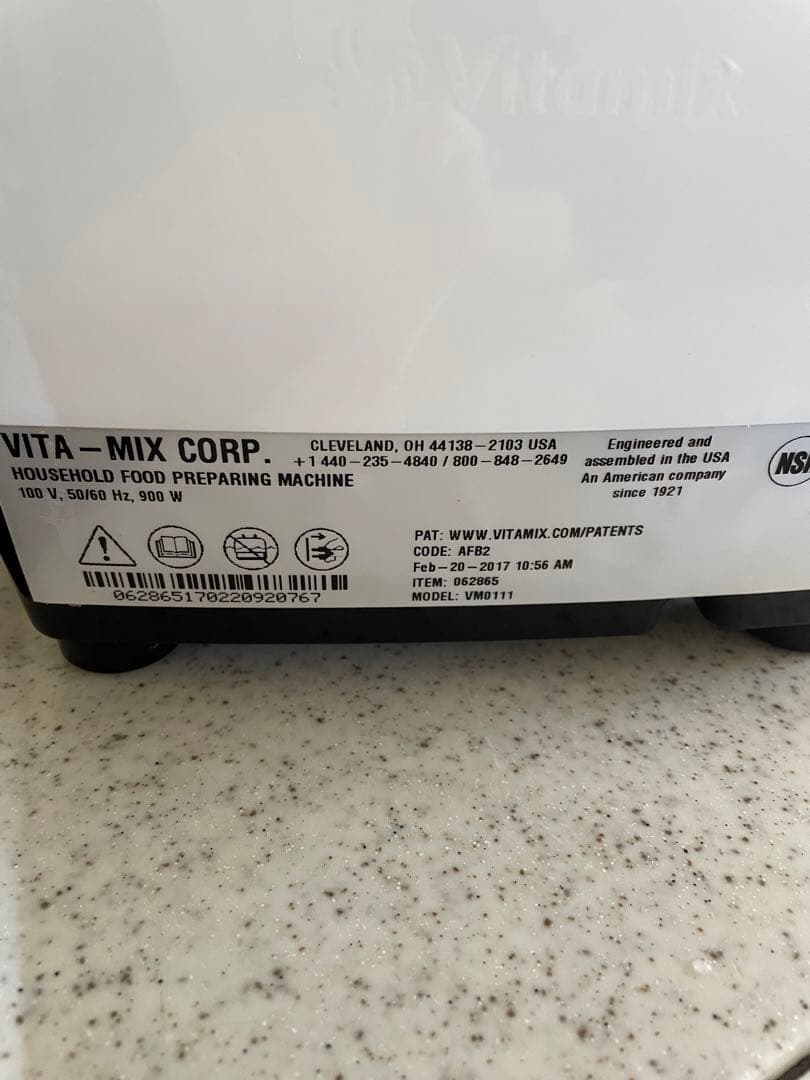 Vitamix
VITA-MIX CORP.
CLEVELAND, OH 44138-2103 USA
+1 440-235-4840 / 800-848-2649
Engineered and
assembled in the USA
An American company
since 1921
NSF
HOUSEHOLD FOOD PREPARING MACHINE
100 V, 50/60 Hz, 900 W
062865170220920767
PAT: WWW.VITAMIX.COM/PATENTS
CODE: AFB2
Feb-20-2017 10:56 AM
ITEM: 062865
MODEL: VM0111